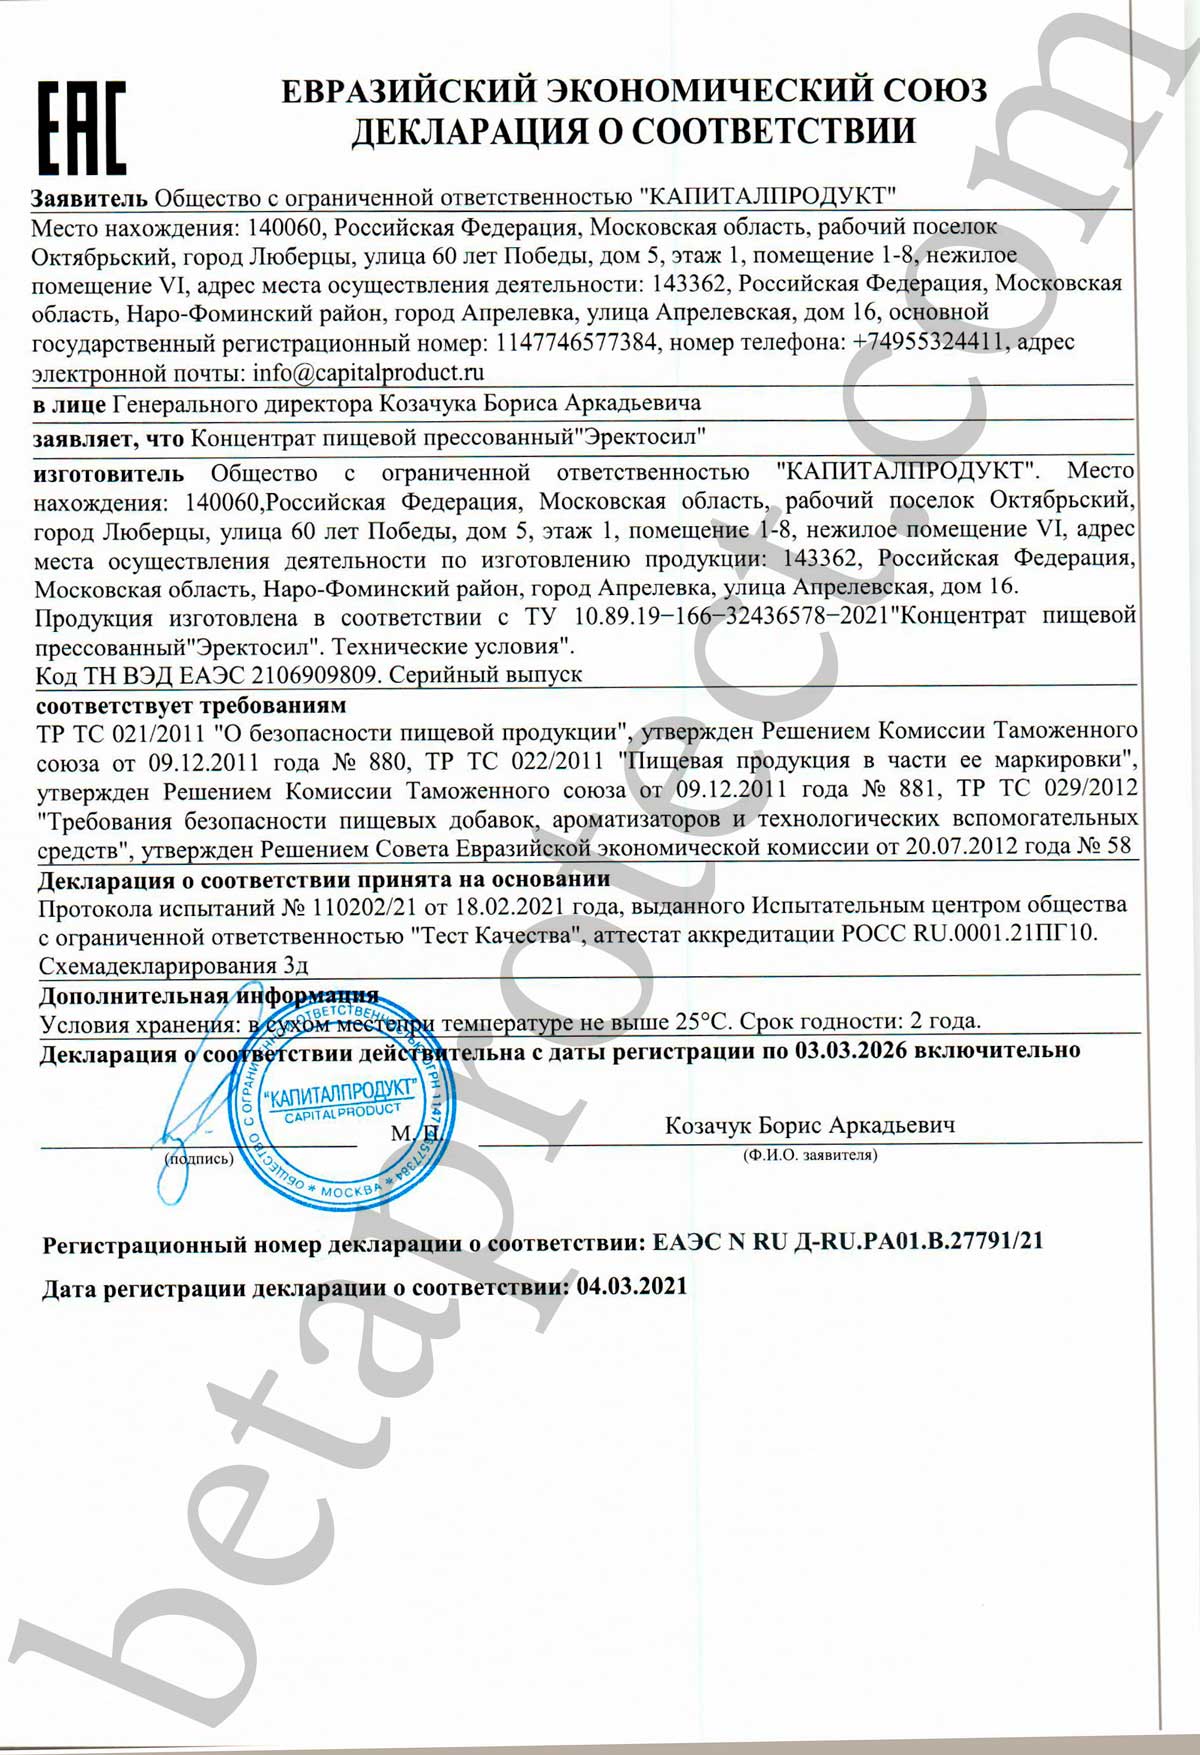 EAC
ЕВРАЗИЙСКИЙ ЭКОНОМИЧЕСКИЙ СОЮЗ
ДЕКЛАРАЦИЯ О СООТВЕТСТВИИ
Заявитель Общество с ограниченной ответственностью "КАПИТАЛПРОДУКТ"
Место нахождения: 140060, Российская Федерация, Московская область, рабочий поселок
Октябрьский, город Люберцы, улица 60 лет Победы, дом 5, этаж 1, помещение 1-8, нежилое
помещение VI, адрес места осуществления деятельности: 143362, Российская Федерация, Московская
область, Наро-Фоминский район, город Апрелевка, улица Апрелевская, дом 16, основной
государственный регистрационный номер: 1147746577384, номер телефона: +74955324411, адрес
электронной почты: info@capitalproduct.ru
в лице Генерального директора Козачука Бориса Аркадьевича
заявляет, что Концентрат пищевой прессованный"Эректосил"
изготовитель Общество с ограниченной ответственностью "КАПИТАЛПРОДУКТ". Место
нахождения: 140060,Российская Федерация, Московская область, рабочий поселок Октябрьский,
город Люберцы, улица 60 лет Победы, дом 5, этаж 1, помещение 1-8, нежилое помещение VI, адрес
места осуществления деятельности по изготовлению продукции: 143362, Российская Федерация,
Московская область, Наро-Фоминский район, город Апрелевка, улица Апрелевская, дом 16.
Продукция изготовлена в соответствии с ТУ 10.89.19−166−32436578−2021"Концентрат пищевой
прессованный"Эректосил". Технические условия".
Код ТН ВЭД ЕАЭС 2106909809. Серийный выпуск
соответствует требованиям
ТР ТС 021/2011 "О безопасности пищевой продукции", утвержден Решением Комиссии Таможенного
союза от 09.12.2011 года № 880, ТР ТС 022/2011 "Пищевая продукция в части ее маркировки",
утвержден Решением Комиссии Таможенного союза от 09.12.2011 года № 881, ТР ТС 029/2012
"Требования безопасности пищевых добавок, ароматизаторов и технологических вспомогательных
средств", утвержден Решением Совета Евразийской экономической комиссии от 20.07.2012 года № 58
Декларация о соответствии принята на основании
Протокола испытаний № 110202/21 от 18.02.2021 года, выданного Испытательным центром общества
с ограниченной ответственностью "Тест Качества", аттестат аккредитации РОСС RU.0001.21ПГ10.
Схемадекларирования 3д
Дополнительная информация
Условия хранения: в сухом местепри температуре не выше 25°С. Срок годности: 2 года.
Декларация о соответствии действительна с даты регистрации по 03.03.2026 включительно
ОБЩЕСТВО С ОГРАНИЧЕННОЙ ОТВЕТСТВЕННОСТЬЮ * ОГРН 1147746577384 * МОСКВА *
"КАПИТАЛПРОДУКТ"
CAPITALPRODUCT
М. П.
Козачук Борис Аркадьевич
(подпись)
(Ф.И.О. заявителя)
Регистрационный номер декларации о соответствии: ЕАЭС N RU Д-RU.РА01.В.27791/21
Дата регистрации декларации о соответствии: 04.03.2021
betaprotect.com